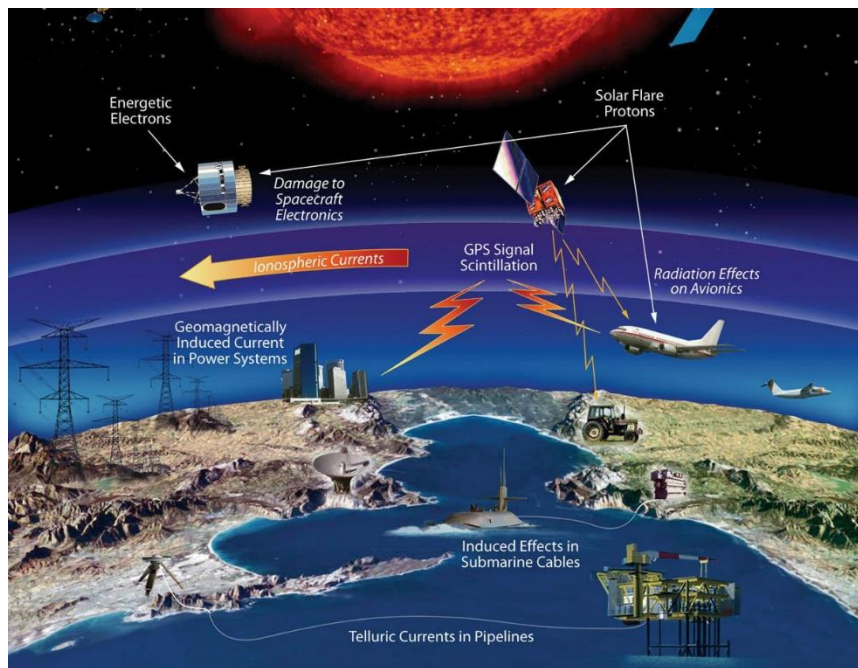 Energetic
Electrons
Solar Flare
Protons
Damage to
Spacecraft
Electronics
Ionospheric Currents
GPS Signal
Scintillation
Radiation Effects
on Avionics
Geomagnetically
Induced Current
in Power Systems
Induced Effects in
Submarine Cables
Telluric Currents in Pipelines